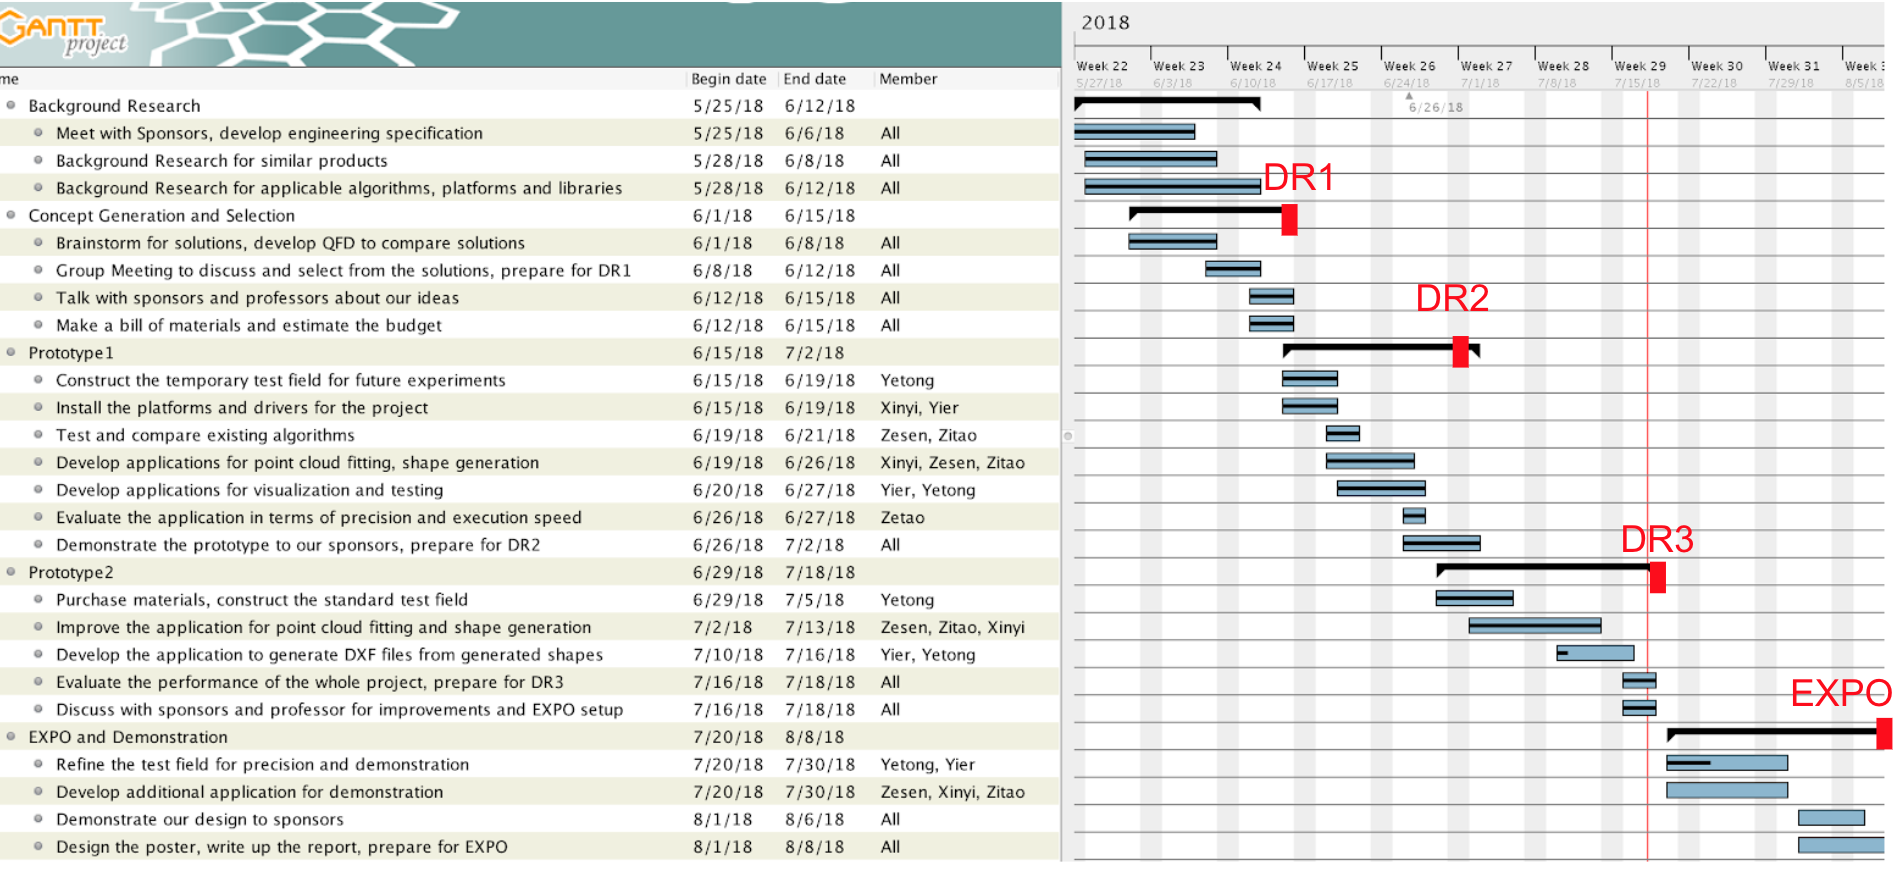 GANTT
project
2018
Week 22 Week 23 Week 24 Week 25 Week 26 Week 27 Week 28 Week 29 Week 30 Week 31 Week
me Begin date End date Member
5/27/18 6/3/18 6/10/18 6/17/18 6/24/18 7/1/18 7/8/18 7/15/18 7/22/18 7/29/18 8/5/18
Background Research 5/25/18 6/12/18
6/26/18
Meet with Sponsors, develop engineering specification 5/25/18 6/6/18 All
Background Research for similar products 5/28/18 6/8/18 All
Background Research for applicable algorithms, platforms and libraries 5/28/18 6/12/18 All
DR1
Concept Generation and Selection 6/1/18 6/15/18
Brainstorm for solutions, develop QFD to compare solutions 6/1/18 6/8/18 All
Group Meeting to discuss and select from the solutions, prepare for DR1 6/8/18 6/12/18 All
Talk with sponsors and professors about our ideas 6/12/18 6/15/18 All
DR2
Make a bill of materials and estimate the budget 6/12/18 6/15/18 All
Prototype1 6/15/18 7/2/18
Construct the temporary test field for future experiments 6/15/18 6/19/18 Yetong
Install the platforms and drivers for the project 6/15/18 6/19/18 Xinyi, Yier
Test and compare existing algorithms 6/19/18 6/21/18 Zesen, Zitao
Develop applications for point cloud fitting, shape generation 6/19/18 6/26/18 Xinyi, Zesen, Zitao
Develop applications for visualization and testing 6/20/18 6/27/18 Yier, Yetong
Evaluate the application in terms of precision and execution speed 6/26/18 6/27/18 Zetao
Demonstrate the prototype to our sponsors, prepare for DR2 6/26/18 7/2/18 All
DR3
Prototype2 6/29/18 7/18/18
Purchase materials, construct the standard test field 6/29/18 7/5/18 Yetong
Improve the application for point cloud fitting and shape generation 7/2/18 7/13/18 Zesen, Zitao, Xinyi
Develop the application to generate DXF files from generated shapes 7/10/18 7/16/18 Yier, Yetong
Evaluate the performance of the whole project, prepare for DR3 7/16/18 7/18/18 All
EXPO
Discuss with sponsors and professor for improvements and EXPO setup 7/16/18 7/18/18 All
EXPO and Demonstration 7/20/18 8/8/18
Refine the test field for precision and demonstration 7/20/18 7/30/18 Yetong, Yier
Develop additional application for demonstration 7/20/18 7/30/18 Zesen, Xinyi, Zitao
Demonstrate our design to sponsors 8/1/18 8/6/18 All
Design the poster, write up the report, prepare for EXPO 8/1/18 8/8/18 All